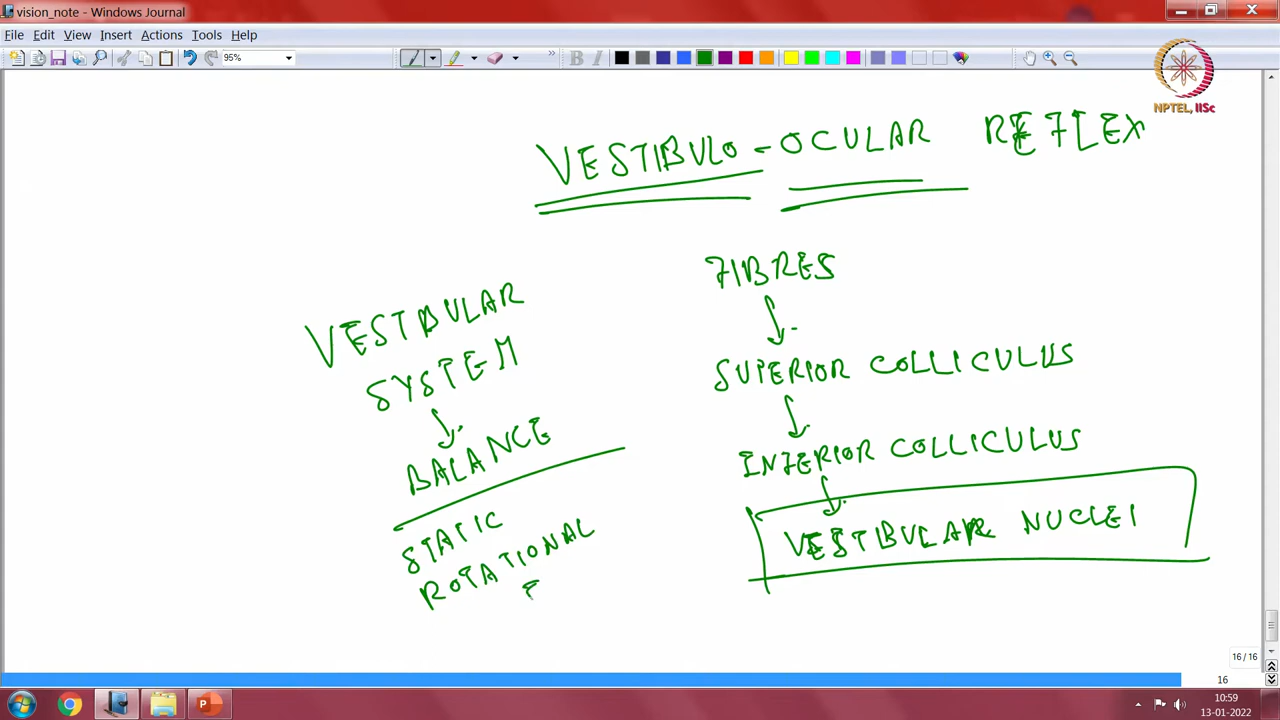 vision_note - Windows Journal
File Edit View Insert Actions Tools Help
95%
NPTEL, IISc
VESTIBULO - OCULAR REFLEX
FIBRES
SUPERIOR COLLICULUS
INFERIOR COLLICULUS
VESTIBULAR NUCLEI
VESTBULAR
SYSTEM
BALANCE
STATIC
ROTATIONAL
16 / 16
16
10:59
13-01-2022